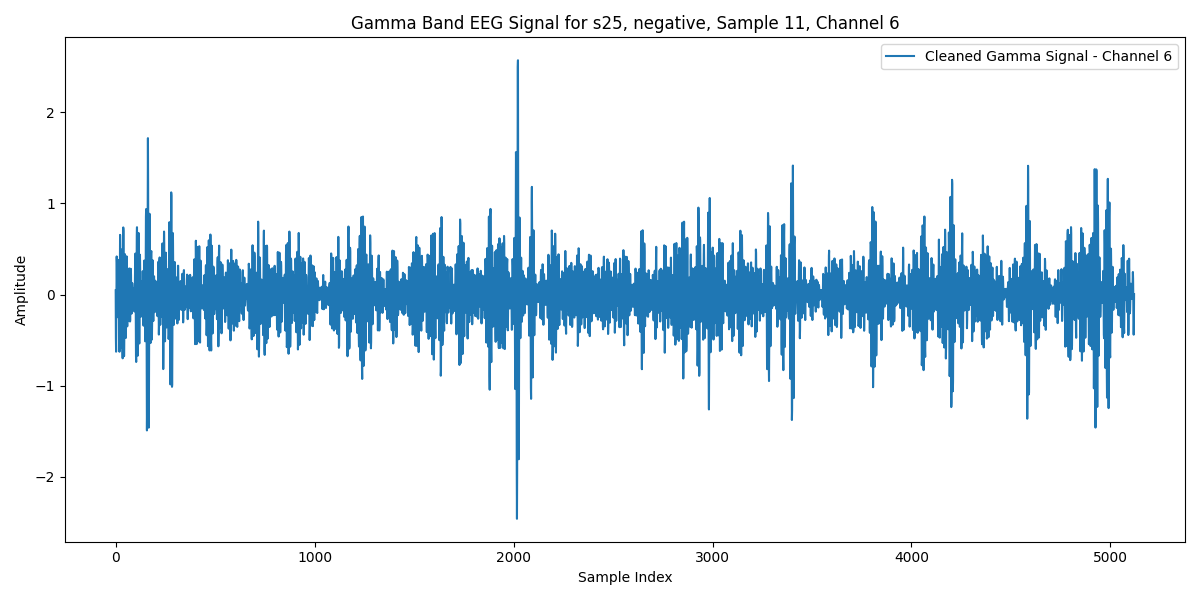 Gamma Band EEG Signal for s25, negative, Sample 11, Channel 6
Cleaned Gamma Signal - Channel 6
Amplitude
2
1
0
−1
−2
0 1000 2000 3000 4000 5000
Sample Index